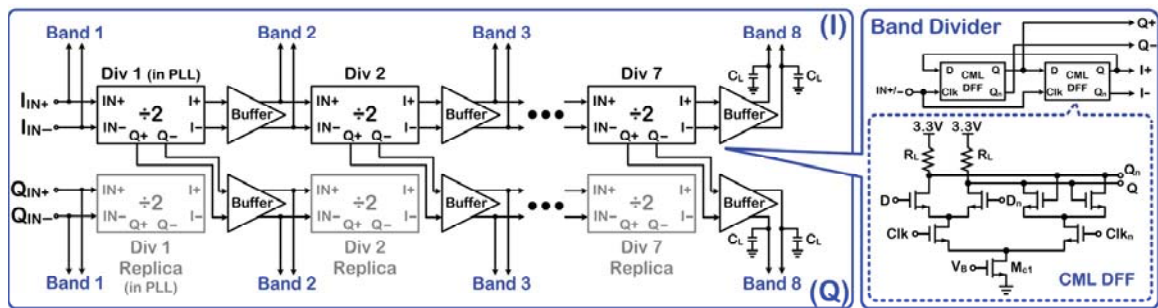 Band 1 Band 2 Band 3 Band 8 (I)
Div 1 (in PLL) Div 2 Div 7 CL CL
IIN+ IN+ I+ IN+ I+ IN+ I+
÷2 Buffer ÷2 Buffer ÷2 Buffer
IIN− IN− I− IN− I− IN− I−
Q+ Q− Q+ Q− Q+ Q−
QIN+ IN+ I+ IN+ I+ IN+ I+
÷2 Buffer ÷2 Buffer ÷2 Buffer
QIN− IN− I− IN− I− IN− I−
Q+ Q− Q+ Q− Q+ Q−
Div 1 Div 2 Div 7 CL CL
Replica Replica Replica
(in PLL)
Band 1 Band 2 Band 3 Band 8 (Q)
Band Divider
Q+
Q−
D Q D Q I+
CML CML
IN+/− Clk DFF Qn Clk DFF Qn I−
3.3V 3.3V
RL RL
Qn
Q
D Dn
Clk Clkn
VB Mc1
CML DFF